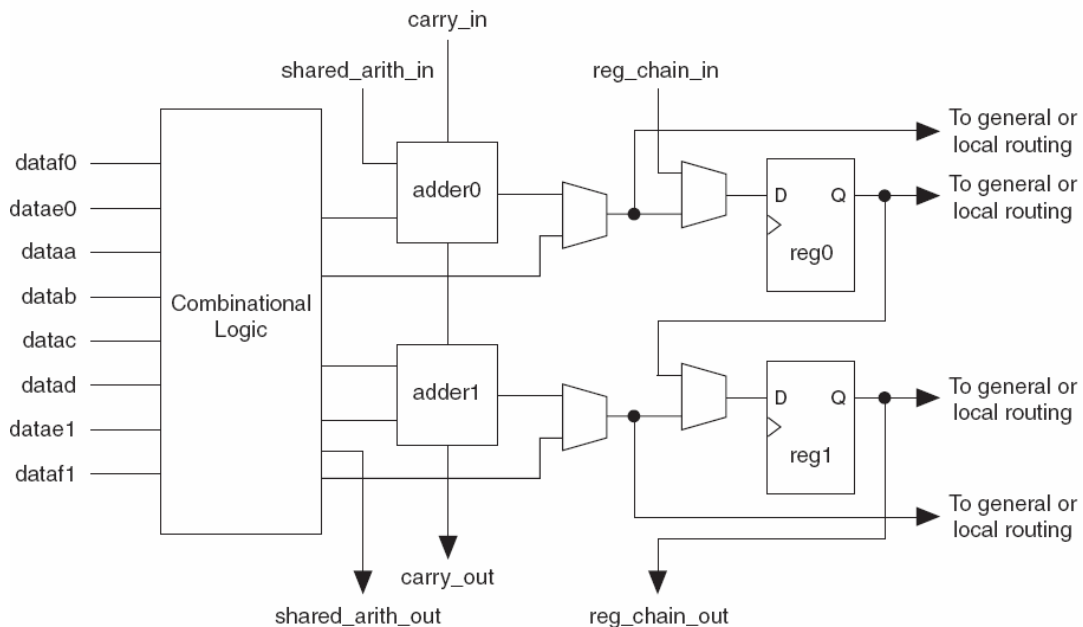 carry_in
shared_arith_in
reg_chain_in
To general or
local routing
dataf0
datae0
dataa
datab
datac
datad
datae1
dataf1
Combinational
Logic
adder0
D
Q
reg0
To general or
local routing
adder1
D
Q
reg1
To general or
local routing
To general or
local routing
carry_out
shared_arith_out
reg_chain_out